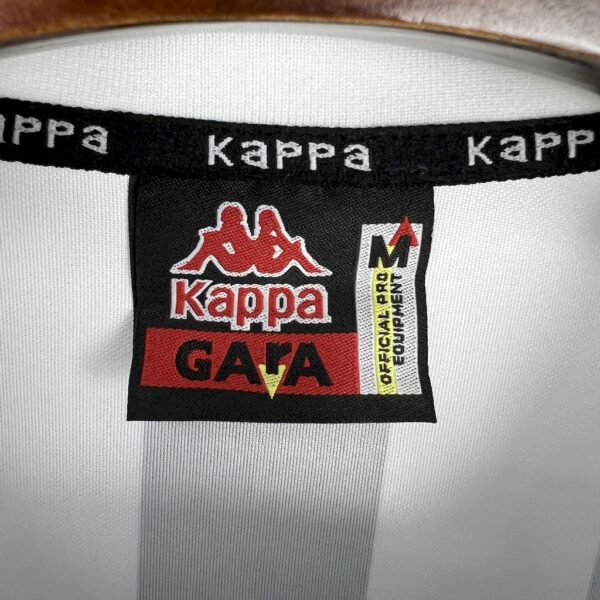 Kappa Kappa Kappa
Kappa
GArA
M
OFFICIAL PRO
EQUIPMENT